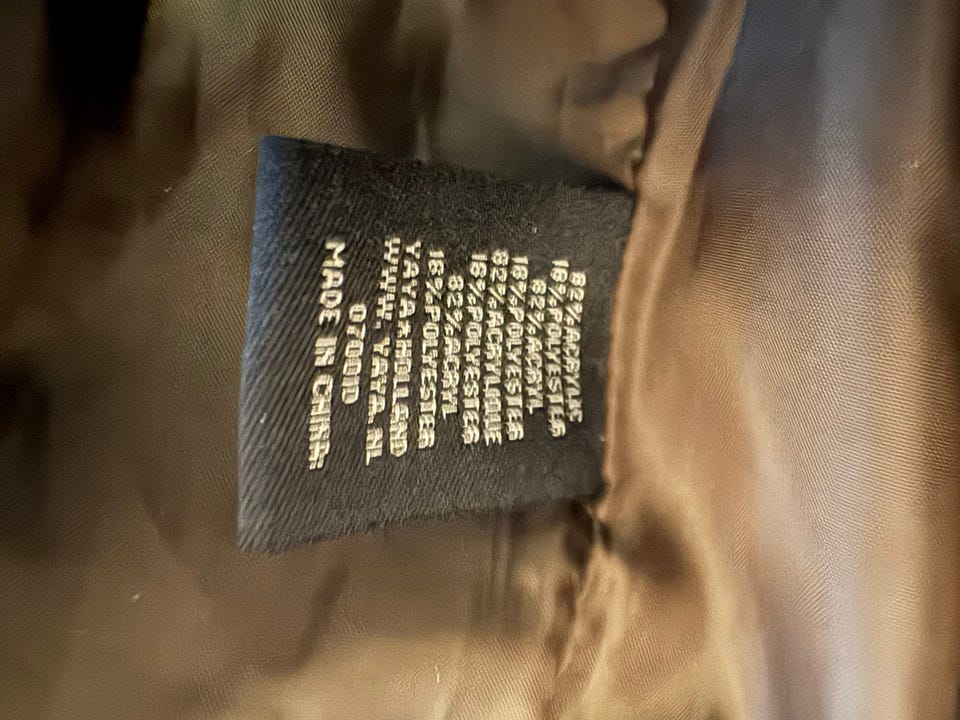 82% ACRYLIC
18% POLYESTER
82% ACRYL
18% POLYESTER
82% ACRYLIQUE
18% POLYESTER
82% ACRYL
18% POLYESTER
YAYA HOLLAND
WWW.YAYA.NL
MADE IN CHINA